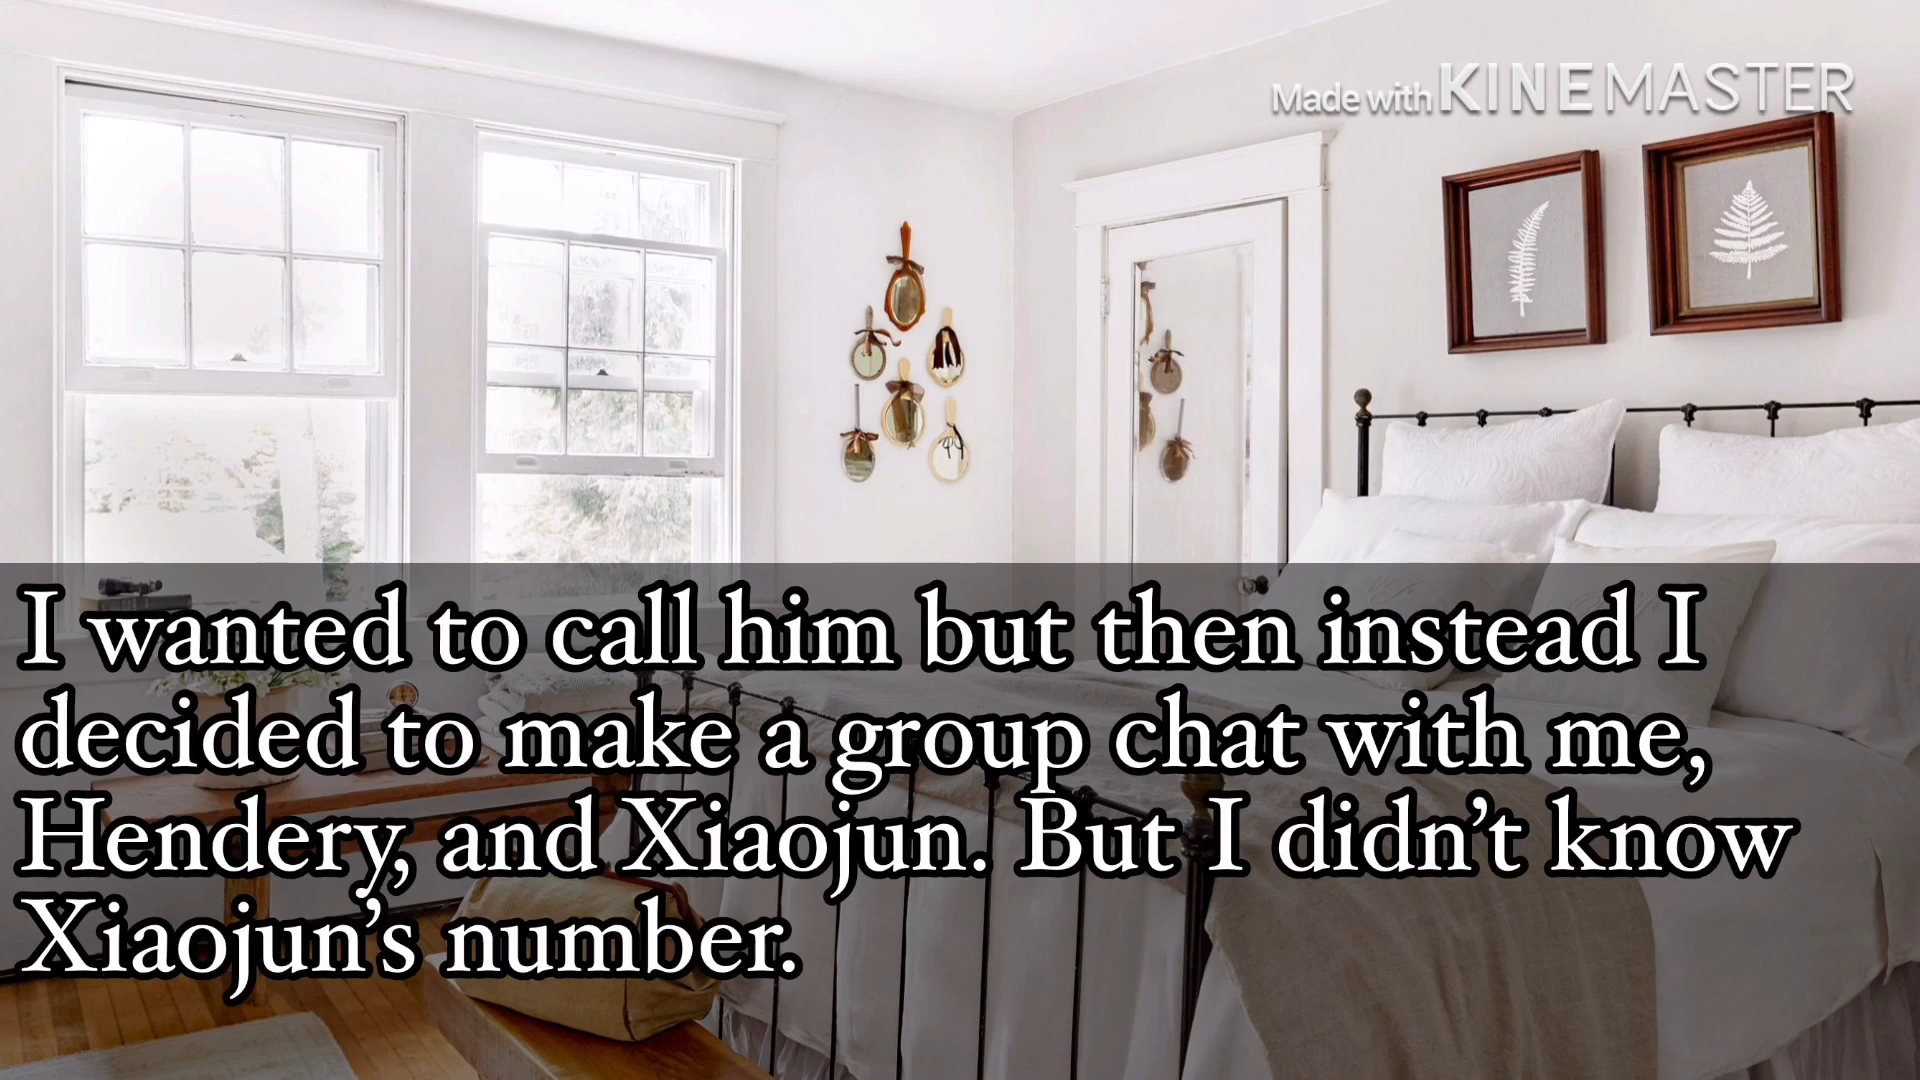 Made with KINEMASTER
I wanted to call him but then instead I
decided to make a group chat with me,
Hendery, and Xiaojun. But I didn’t know
Xiaojun’s number.